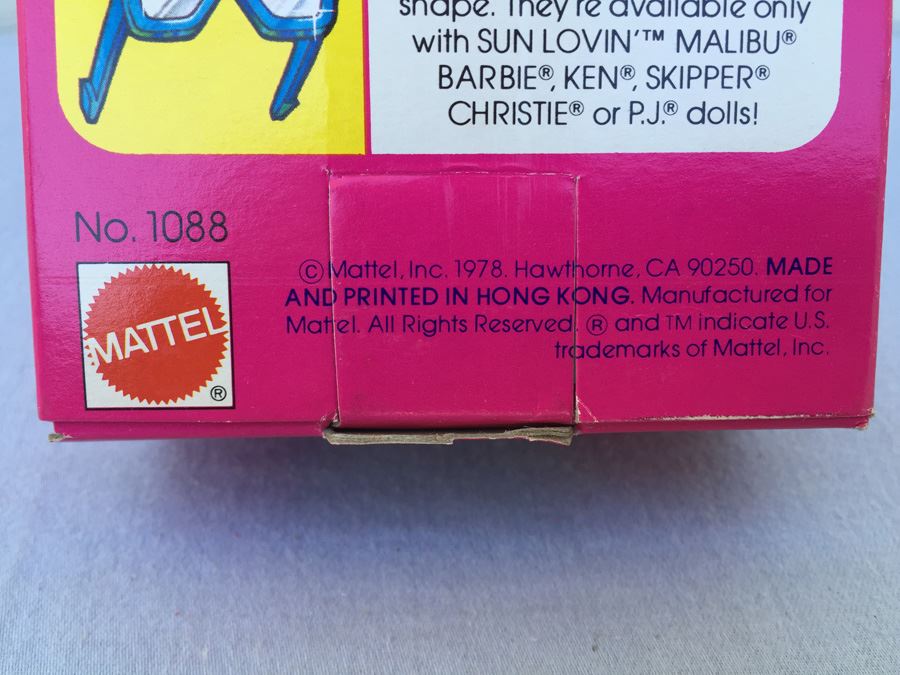 shape. They're available only
with SUN LOVIN'™ MALIBU®
BARBIE®, KEN®, SKIPPER®
CHRISTIE® or P.J.® dolls!
No. 1088
MATTEL
®
© Mattel, Inc. 1978. Hawthorne, CA 90250. MADE
AND PRINTED IN HONG KONG. Manufactured for
Mattel. All Rights Reserved. ® and TM indicate U.S.
trademarks of Mattel, Inc.